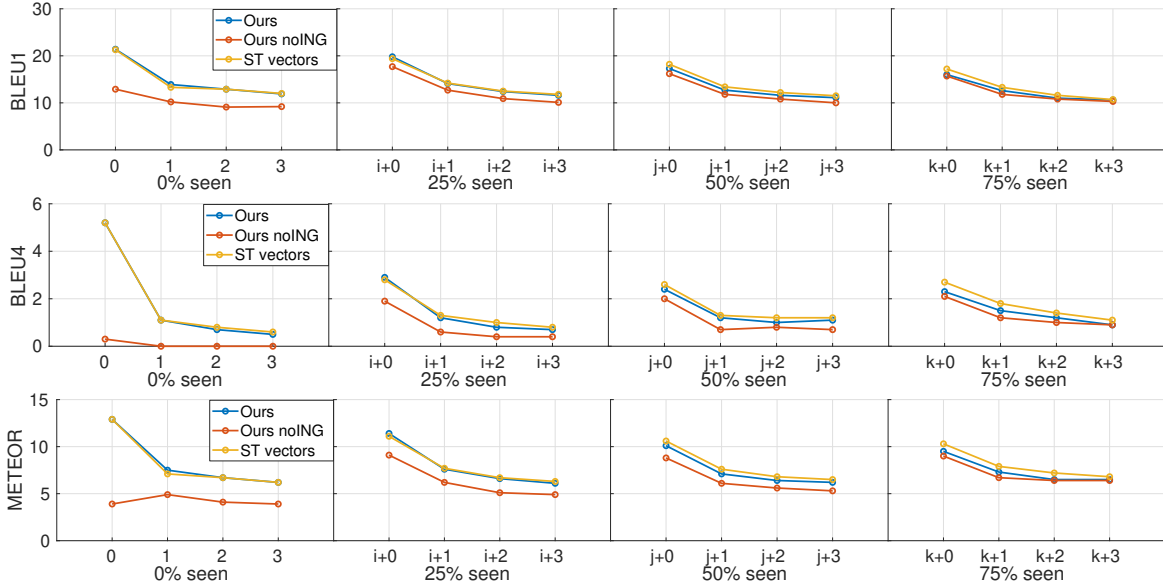 30
20
10
0
BLEU1
Ours
Ours noING
ST vectors
0 1 2 3 i+0 i+1 i+2 i+3 j+0 j+1 j+2 j+3 k+0 k+1 k+2 k+3
0% seen 25% seen 50% seen 75% seen
6
4
2
0
BLEU4
Ours
Ours noING
ST vectors
0 1 2 3 i+0 i+1 i+2 i+3 j+0 j+1 j+2 j+3 k+0 k+1 k+2 k+3
0% seen 25% seen 50% seen 75% seen
15
10
5
0
METEOR
Ours
Ours noING
ST vectors
0 1 2 3 i+0 i+1 i+2 i+3 j+0 j+1 j+2 j+3 k+0 k+1 k+2 k+3
0% seen 25% seen 50% seen 75% seen